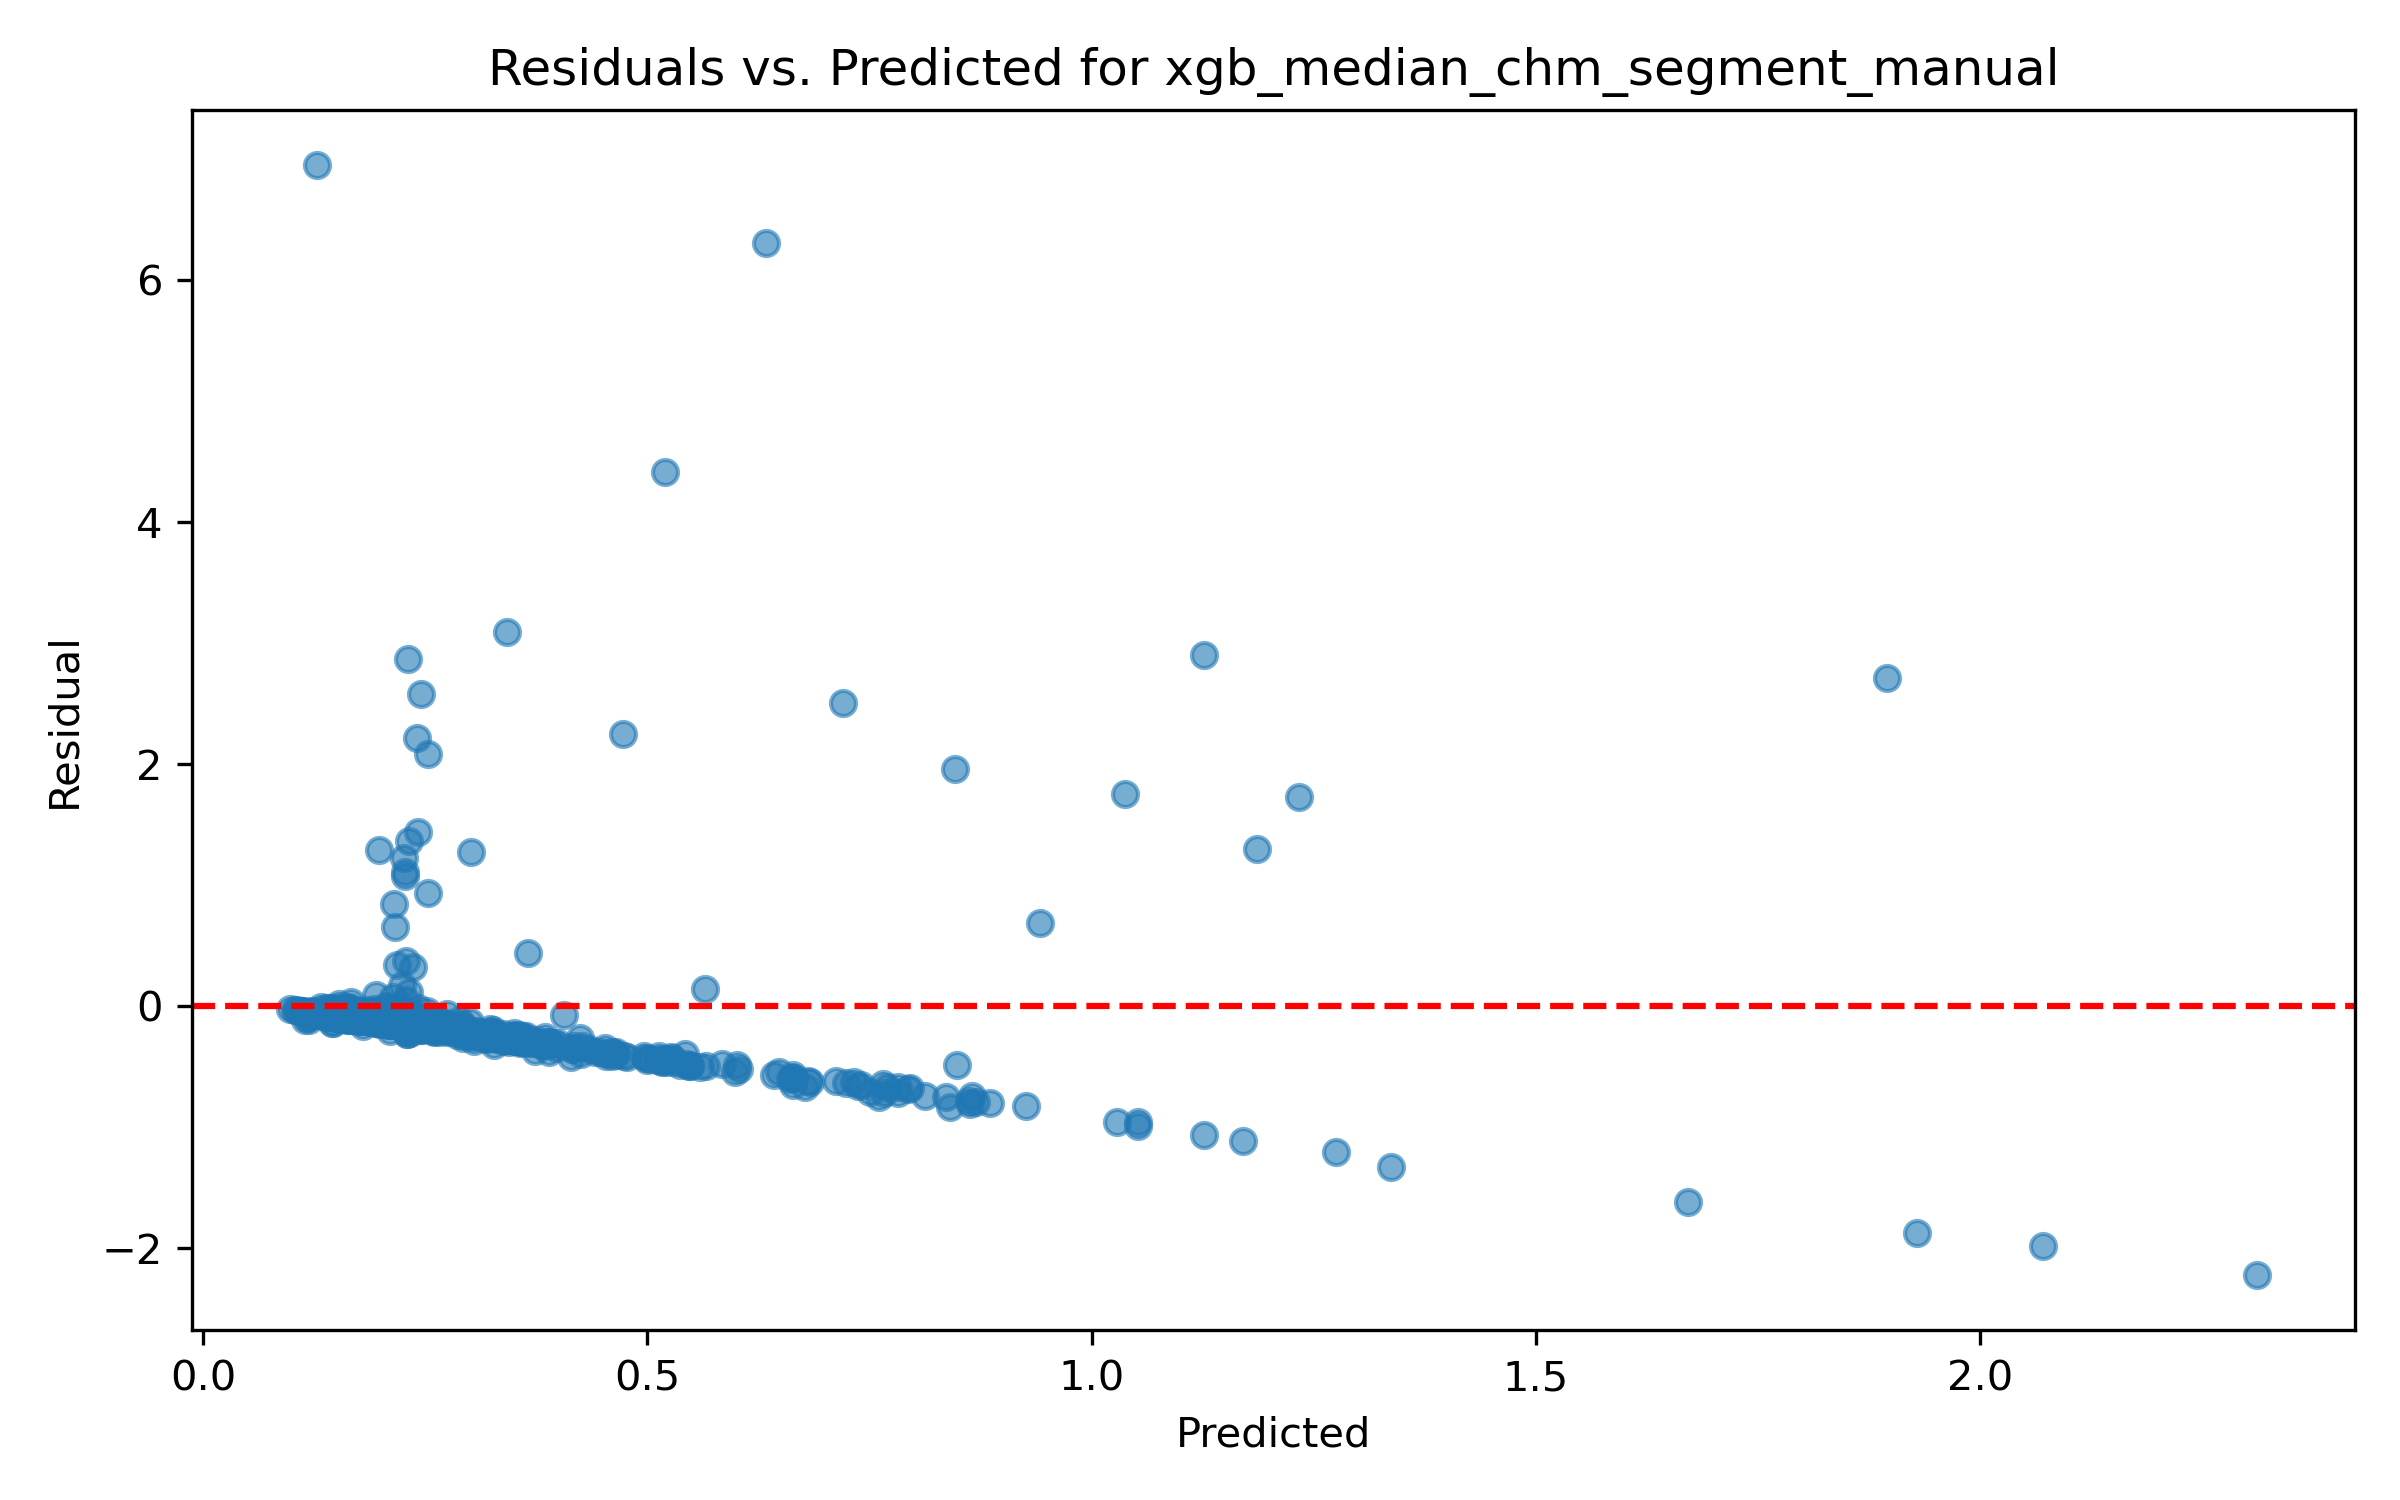 Residuals vs. Predicted for xgb_median_chm_segment_manual
6
4
2
0
−2
Residual
0.0 0.5 1.0 1.5 2.0
Predicted